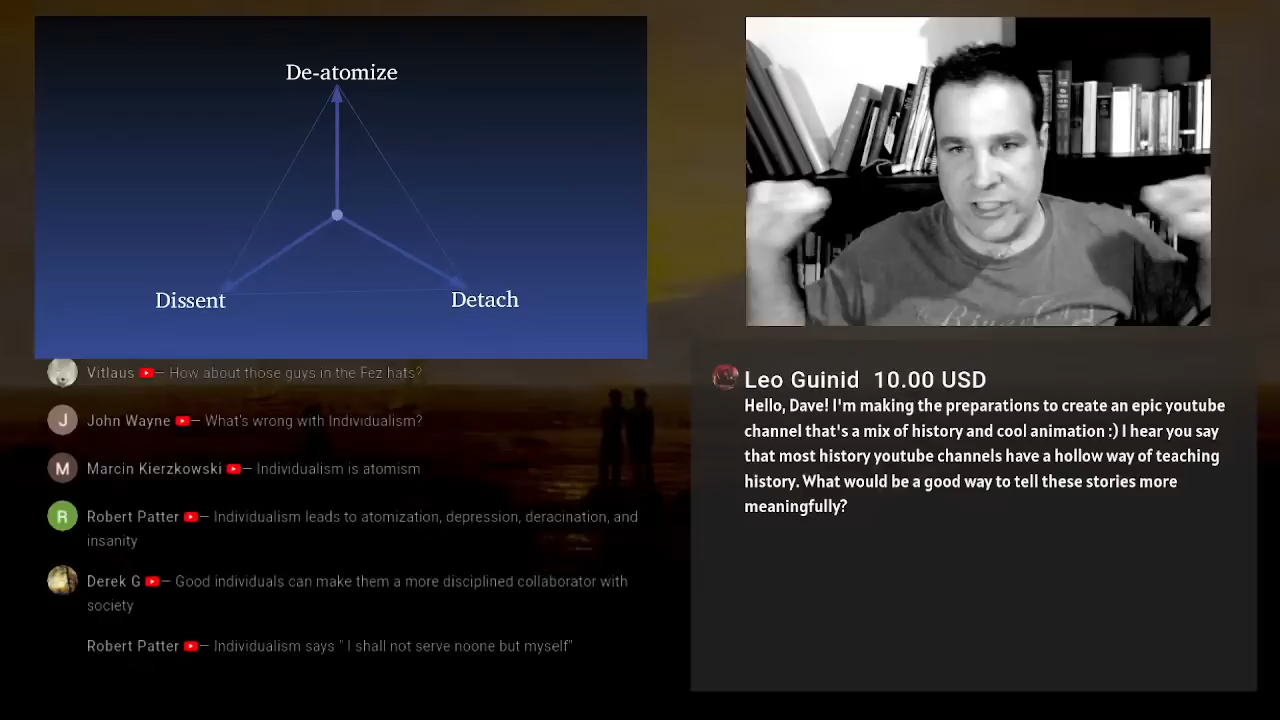 De-atomize
Dissent
Detach
Vitlaus — How about those guys in the Fez hats?
J
John Wayne — What's wrong with Individualism?
M
Marcin Kierzkowski — Individualism is atomism
R
Robert Patter — Individualism leads to atomization, depression, deracination, and
insanity
Derek G — Good individuals can make them a more disciplined collaborator with
society
Robert Patter — Individualism says " I shall not serve noone but myself"
Leo Guinid 10.00 USD
Hello, Dave! I'm making the preparations to create an epic youtube
channel that's a mix of history and cool animation :) I hear you say
that most history youtube channels have a hollow way of teaching
history. What would be a good way to tell these stories more
meaningfully?